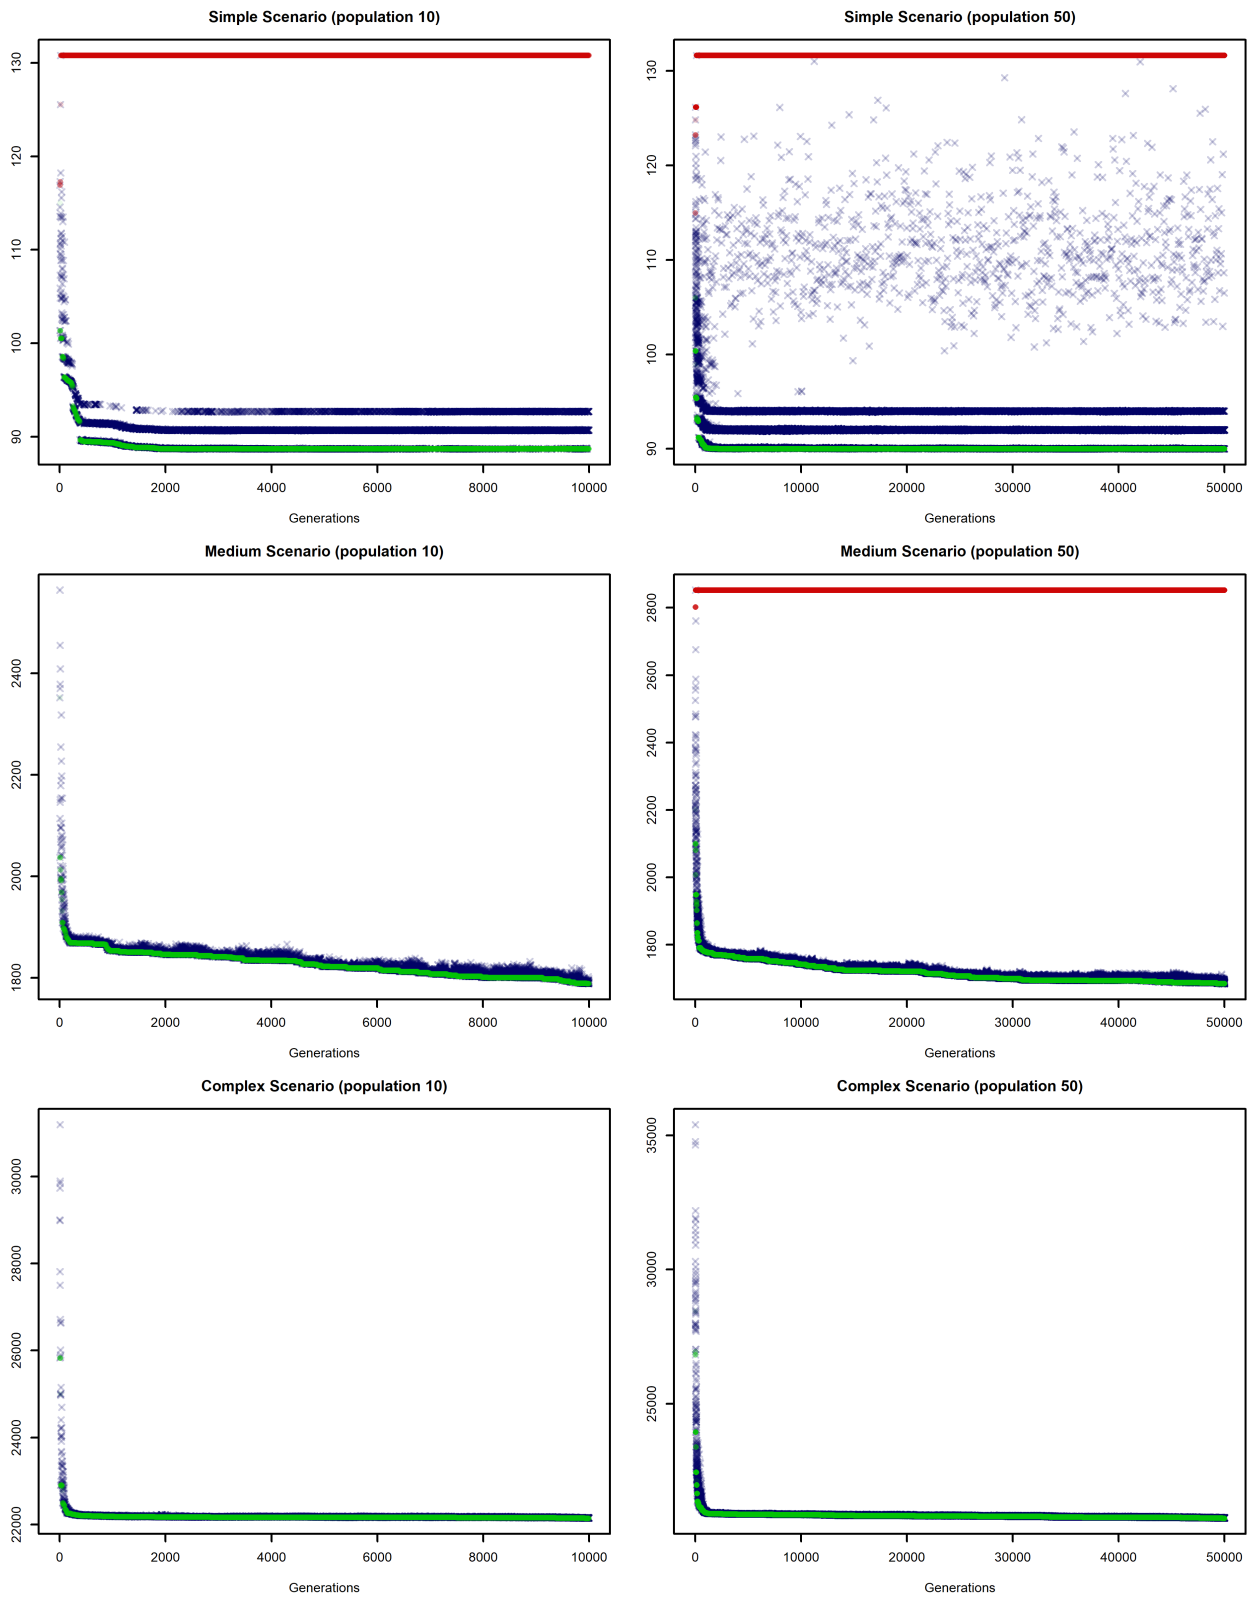 Simple Scenario (population 10)
130
120
110
100
90
0 2000 4000 6000 8000 10000
Generations
Simple Scenario (population 50)
130
120
110
100
90
0 10000 20000 30000 40000 50000
Generations
Medium Scenario (population 10)
2400
2200
2000
1800
0 2000 4000 6000 8000 10000
Generations
Medium Scenario (population 50)
2800
2600
2400
2200
2000
1800
0 10000 20000 30000 40000 50000
Generations
Complex Scenario (population 10)
30000
28000
26000
24000
22000
0 2000 4000 6000 8000 10000
Generations
Complex Scenario (population 50)
35000
30000
25000
0 10000 20000 30000 40000 50000
Generations